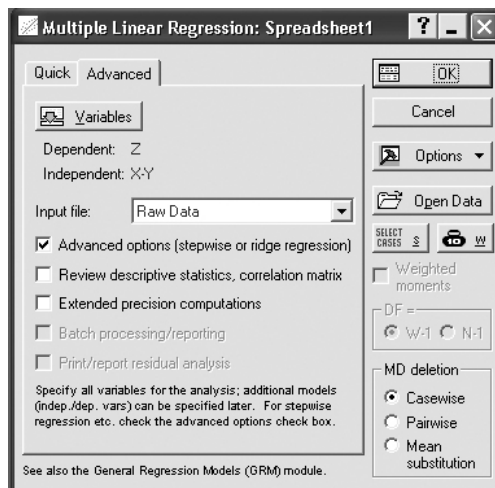 Multiple Linear Regression: Spreadsheet1
Quick
Advanced
Variables
Dependent: Z
Independent: X-Y
Input file: Raw Data
Advanced options (stepwise or ridge regression)
Review descriptive statistics, correlation matrix
Extended precision computations
Batch processing/reporting
Print/report residual analysis
Specify all variables for the analysis; additional models
(indep./dep. vars) can be specified later. For stepwise
regression etc. check the advanced options check box.
See also the General Regression Models (GRM) module.
OK
Cancel
Options
Open Data
SELECT
CASES S
W
Weighted
moments
DF =
W-1
N-1
MD deletion
Casewise
Pairwise
Mean
substitution